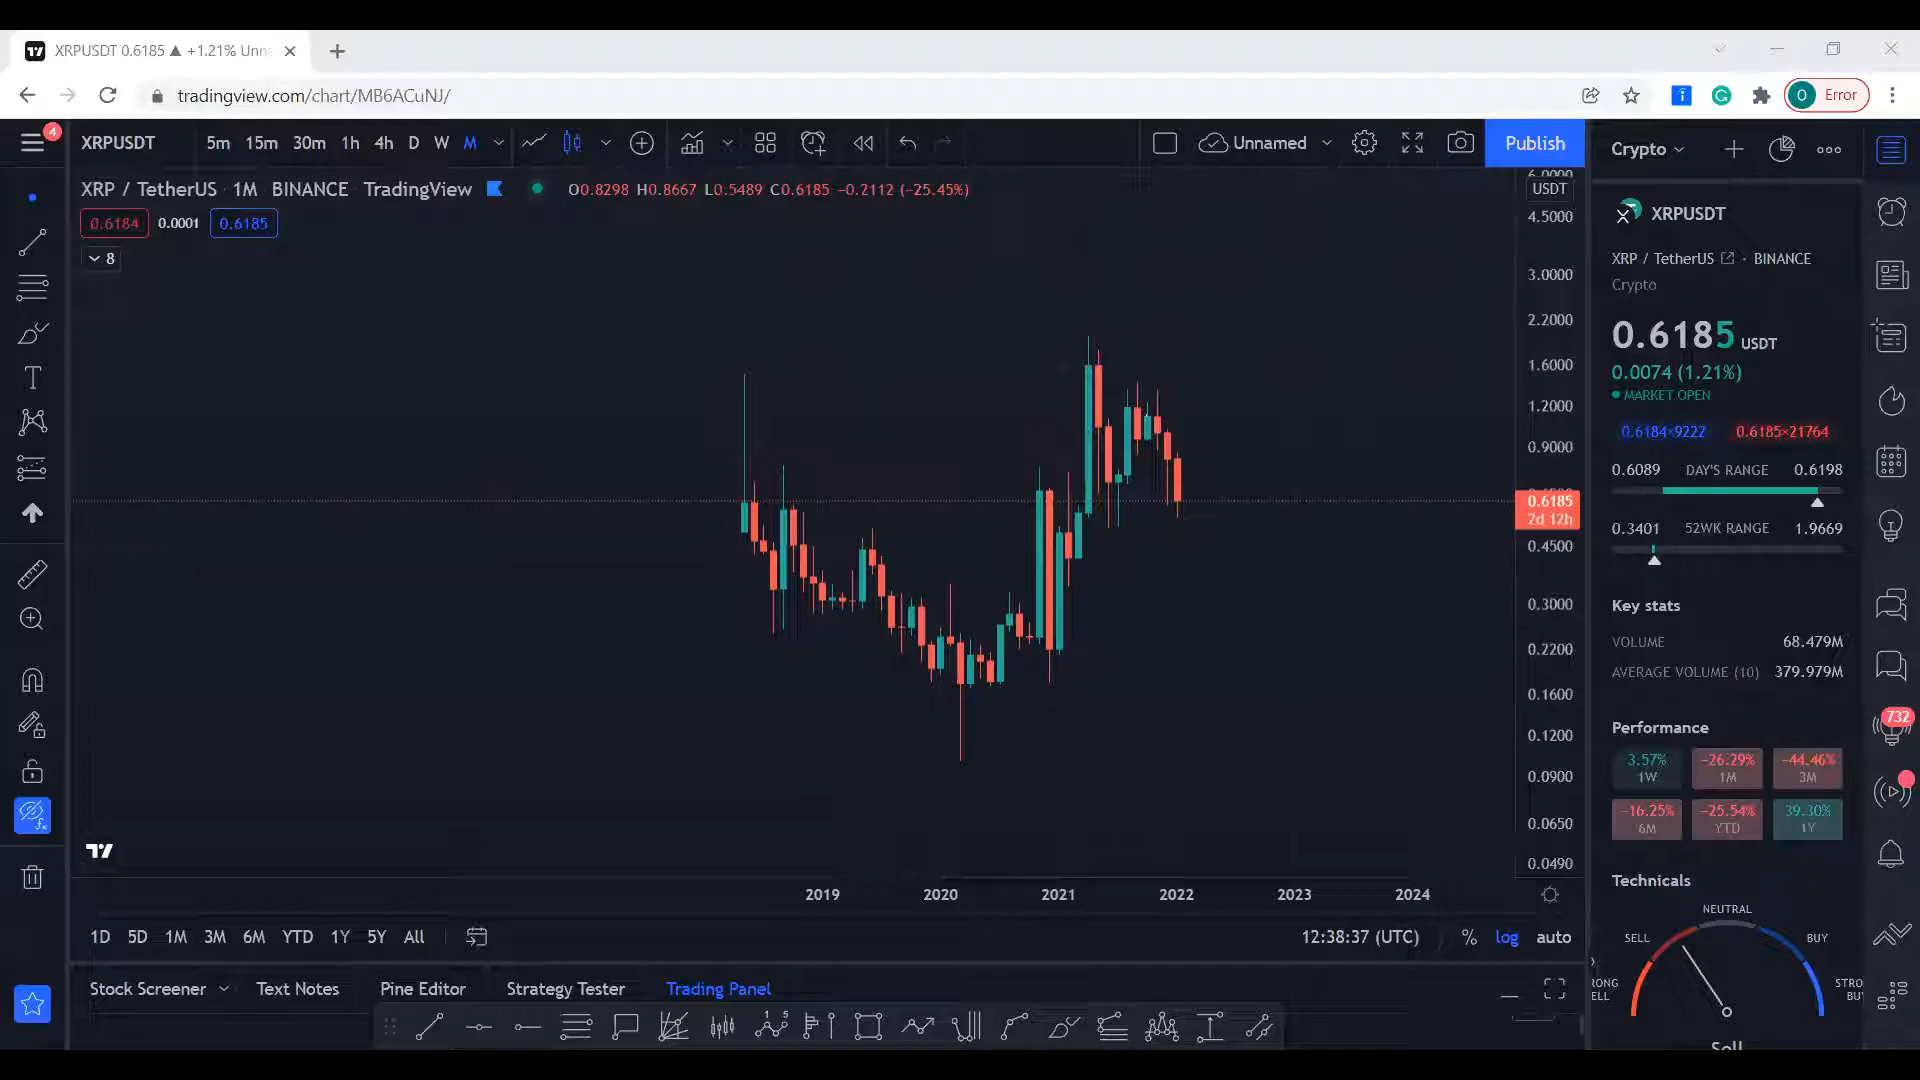 XRPUSDT 0.6185 ▲ +1.21% Unna
tradingview.com/chart/MB6ACuNJ/
O Error
4
XRPUSDT 5m 15m 30m 1h 4h D W M Unnamed Publish
XRP / TetherUS · 1M · BINANCE · TradingView O0.8298 H0.8667 L0.5489 C0.6185 −0.2112 (−25.45%)
0.6184 0.0001 0.6185
8
6.0000
USDT
4.5000
3.0000
2.2000
1.6000
1.2000
0.9000
0.6185
2d 12h
0.4500
0.3000
0.2200
0.1600
0.1200
0.0900
0.0650
0.0490
2019 2020 2021 2022 2023 2024
1D 5D 1M 3M 6M YTD 1Y 5Y All
12:38:37 (UTC) % log auto
Stock Screener Text Notes Pine Editor Strategy Tester Trading Panel
Crypto
XRPUSDT
XRP / TetherUS · BINANCE
Crypto
0.6185 USDT
0.0074 (1.21%)
MARKET OPEN
0.6184×9222 0.6185×21764
0.6089 DAY'S RANGE 0.6198
0.3401 52WK RANGE 1.9669
Key stats
VOLUME 68.479M
AVERAGE VOLUME (10) 379.979M
Performance
3.57% −26.29% −44.46%
1W 1M 3M
−16.25% −25.54% 39.30%
6M YTD 1Y
Technicals
NEUTRAL
SELL BUY
RONG STRO
ELL BU
Sell
732